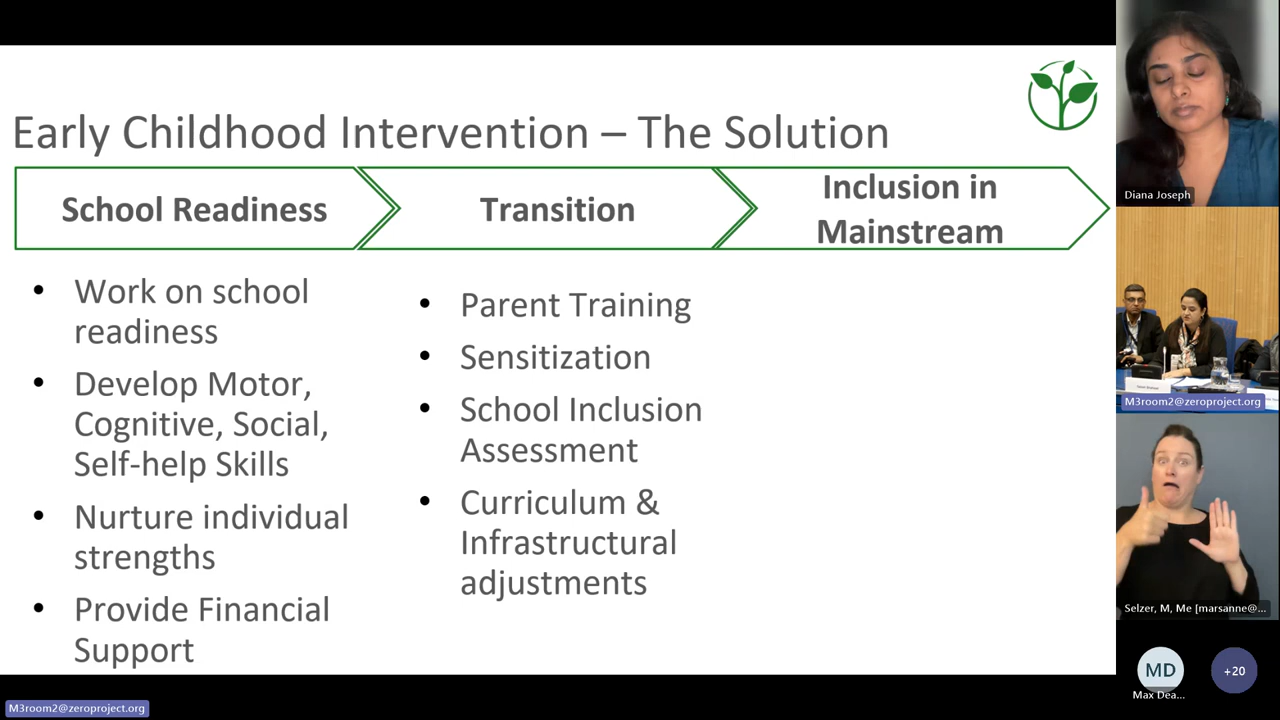 Early Childhood Intervention – The Solution
School Readiness
Transition
Inclusion in
Mainstream
• Work on school
readiness
• Develop Motor,
Cognitive, Social,
Self-help Skills
• Nurture individual
strengths
• Provide Financial
Support
• Parent Training
• Sensitization
• School Inclusion
Assessment
• Curriculum &
Infrastructural
adjustments
Diana Joseph
M3room2@zeroproject.org
Selzer, M, Me [marsanne@...
MD
Max Dea...
+20
M3room2@zeroproject.org